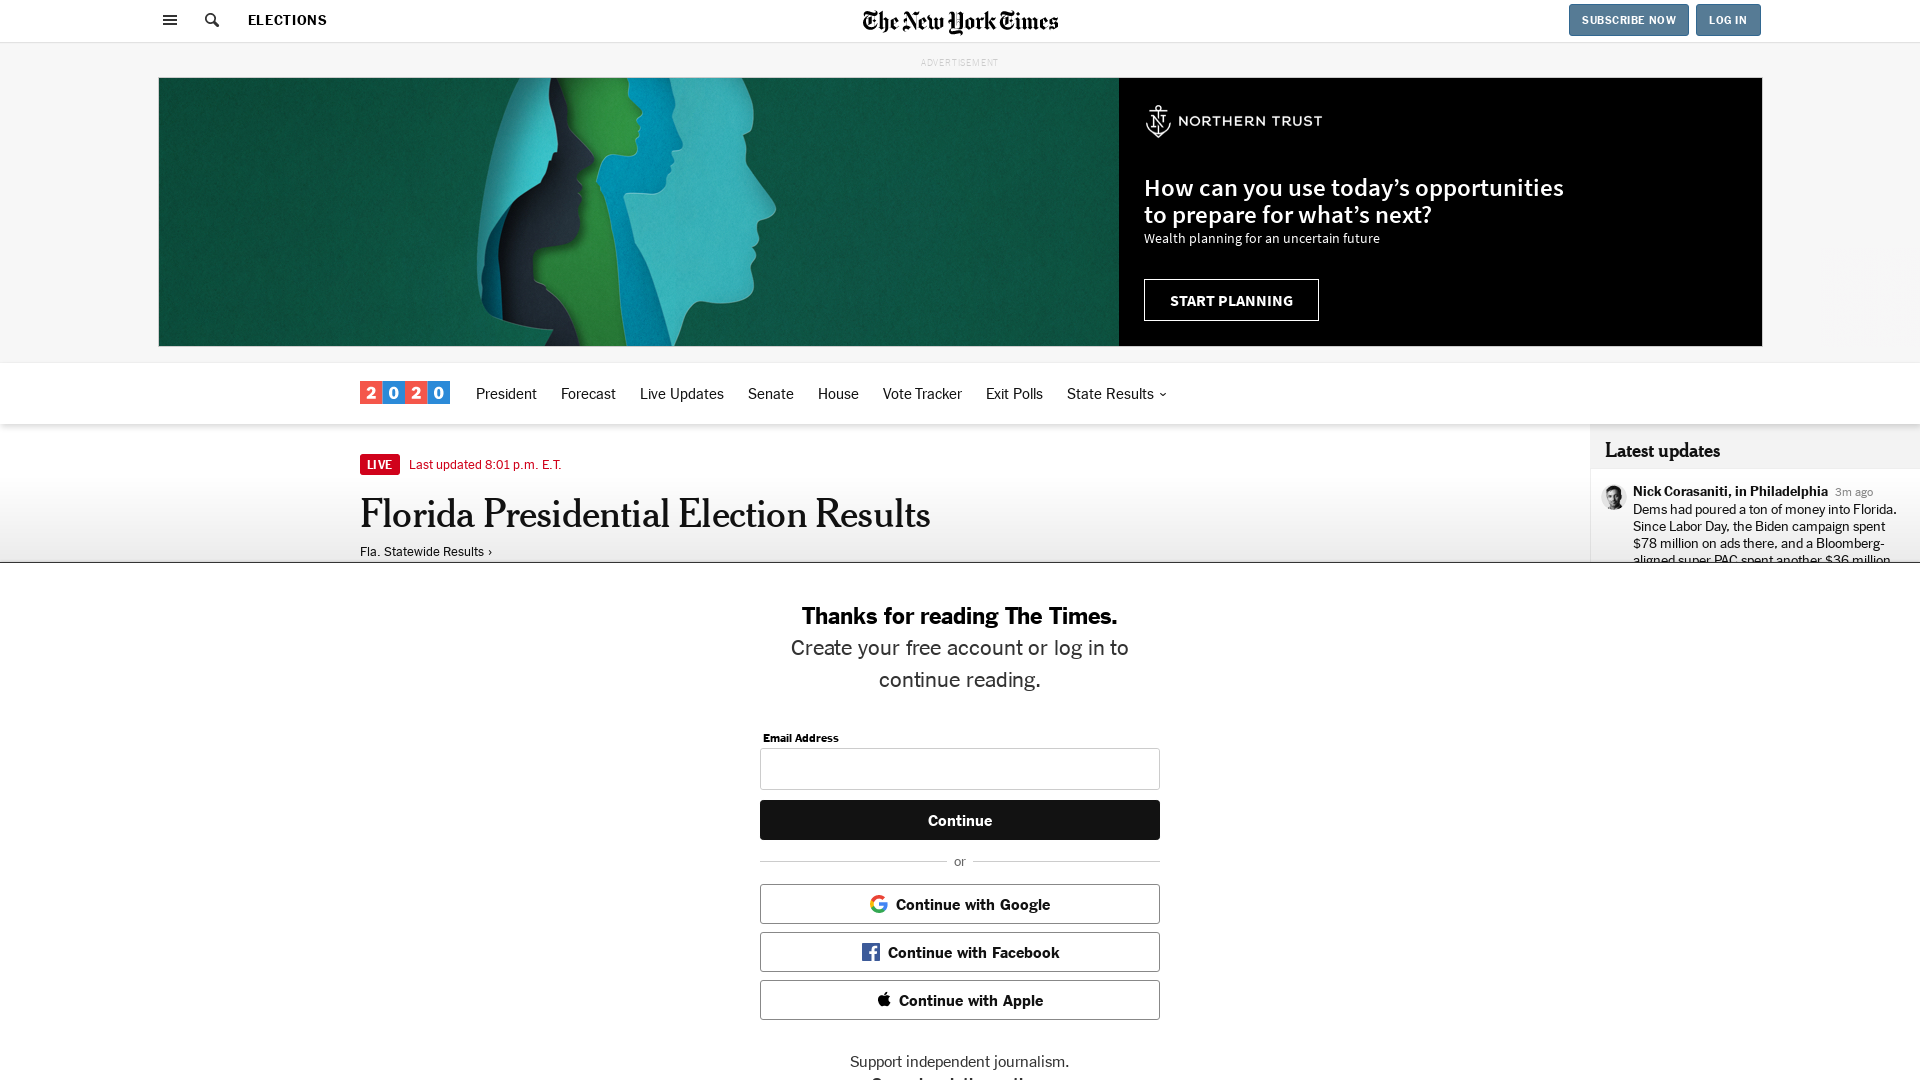 ELECTIONS
The New York Times
SUBSCRIBE NOW
LOG IN
ADVERTISEMENT
NORTHERN TRUST
How can you use today’s opportunities
to prepare for what’s next?
Wealth planning for an uncertain future
START PLANNING
2020
President
Forecast
Live Updates
Senate
House
Vote Tracker
Exit Polls
State Results
LIVE
Last updated 8:01 p.m. E.T.
Florida Presidential Election Results
Fla. Statewide Results ›
Latest updates
Nick Corasaniti, in Philadelphia 3m ago
Dems had poured a ton of money into Florida.
Since Labor Day, the Biden campaign spent
$78 million on ads there, and a Bloomberg-
aligned super PAC spent another $36 million
Thanks for reading The Times.
Create your free account or log in to
continue reading.
Email Address
Continue
or
Continue with Google
Continue with Facebook
Continue with Apple
Support independent journalism.